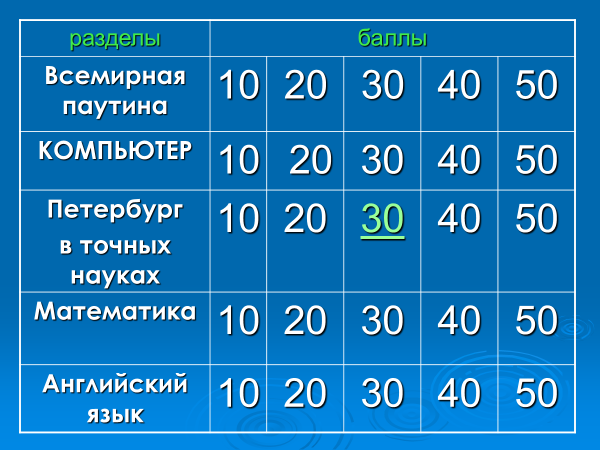 разделы баллы
Всемирная
паутина 10 20 30 40 50
КОМПЬЮТЕР 10 20 30 40 50
Петербург 10 20 30 40 50
в точных
науках
Математика 10 20 30 40 50
Английский
язык 10 20 30 40 50